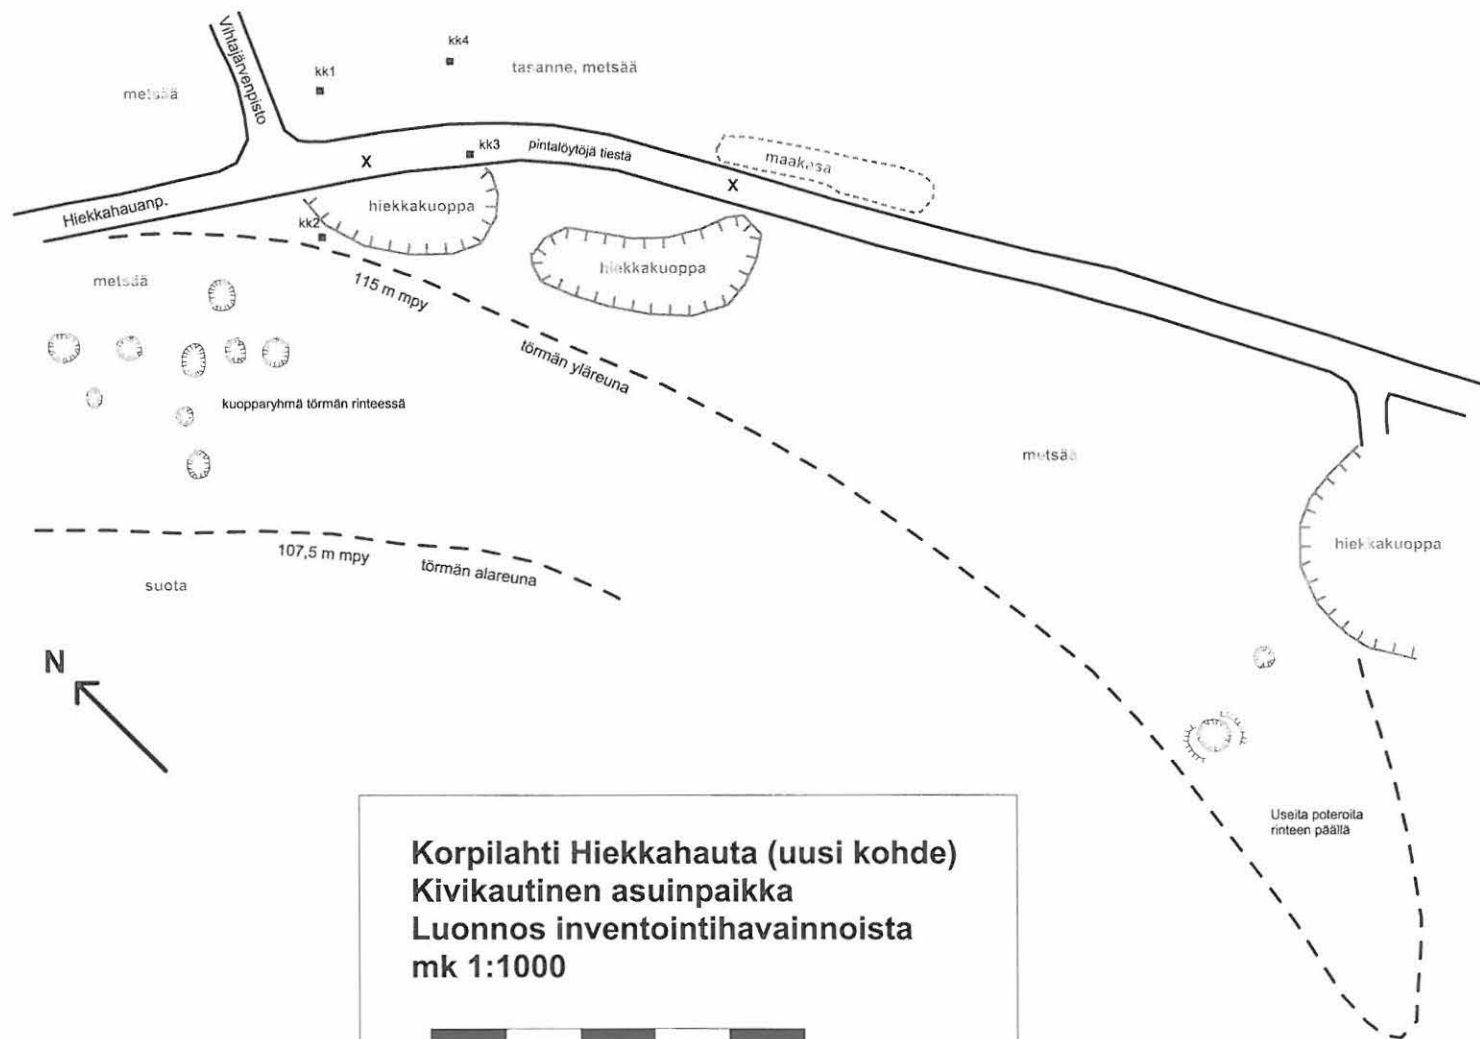 Vihtajärvenpisto
kk1
kk4
metsää
tasanne, metsää
kk3
pintalöytöjä tiestä
x
maakasa
x
Hiekkahauanp.
hiekkakuoppa
kk2
metsää
115 m mpy
hiekkakuoppa
törmän yläreuna
kuopparyhmä törmän rinteessä
metsää
hiekkakuoppa
107,5 m mpy
törmän alareuna
suota
N
Useita poteroita
rinteen päällä
Korpilahti Hiekkahauta (uusi kohde)
Kivikautinen asuinpaikka
Luonnos inventointihavainnoista
mk 1:1000